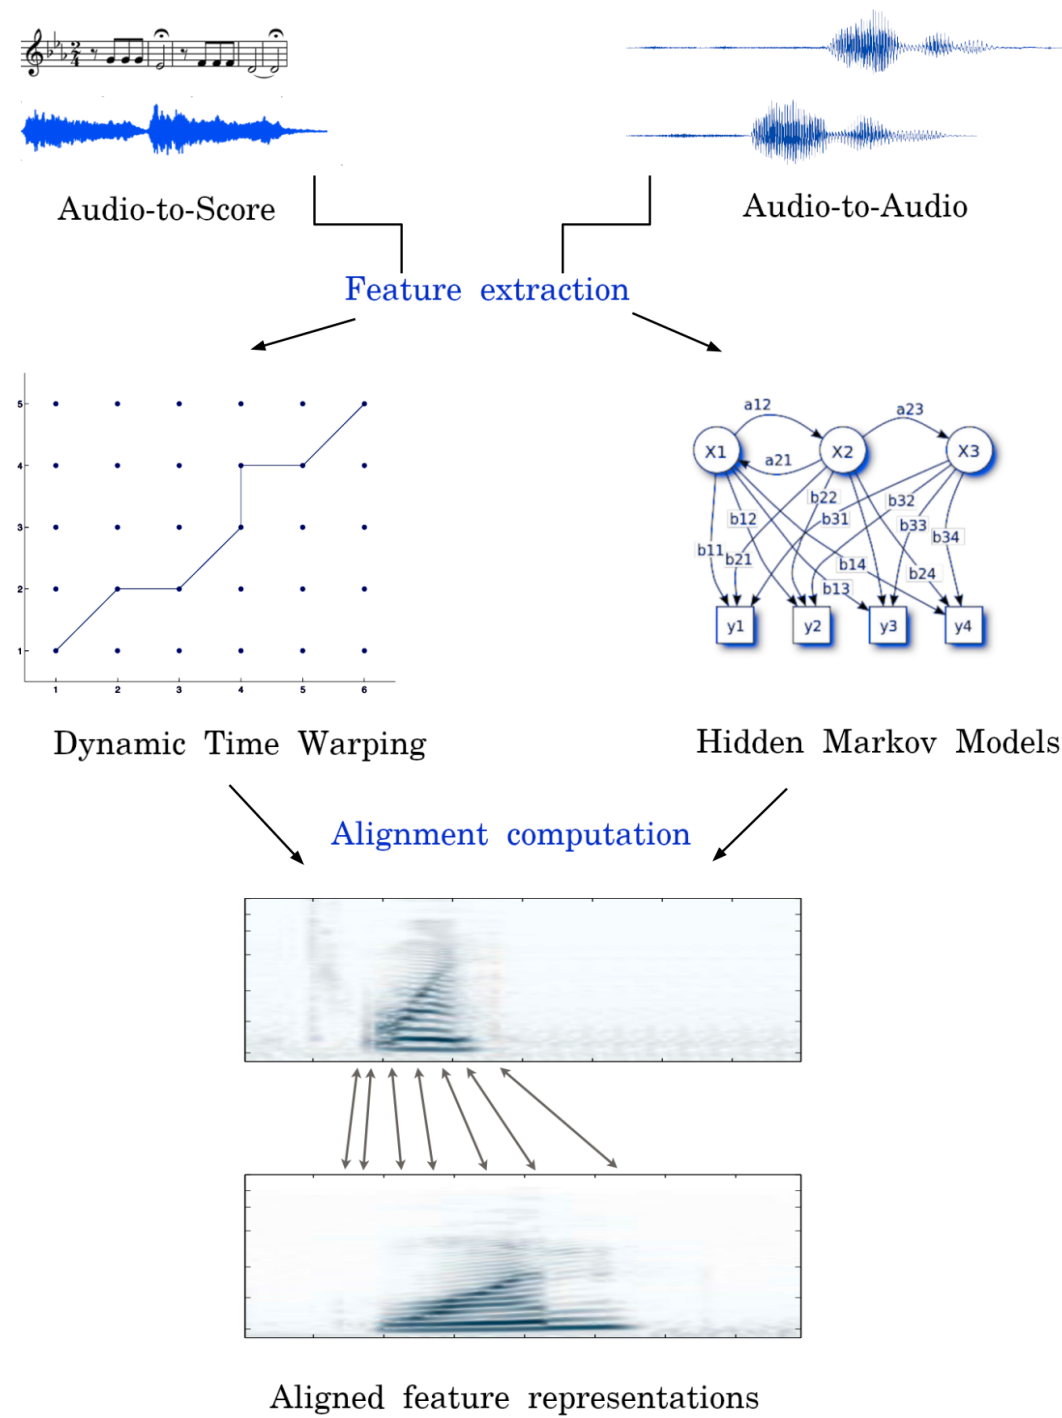 2
4
Audio-to-Score
Audio-to-Audio
Feature extraction
5
4
3
2
1
1 2 3 4 5 6
a12
a23
X1
X2
X3
a21
b22
b32
b12
b31
b33
b34
b11
b21
b14
b24
b13
y1
y2
y3
y4
Dynamic Time Warping
Hidden Markov Models
Alignment computation
Aligned feature representations